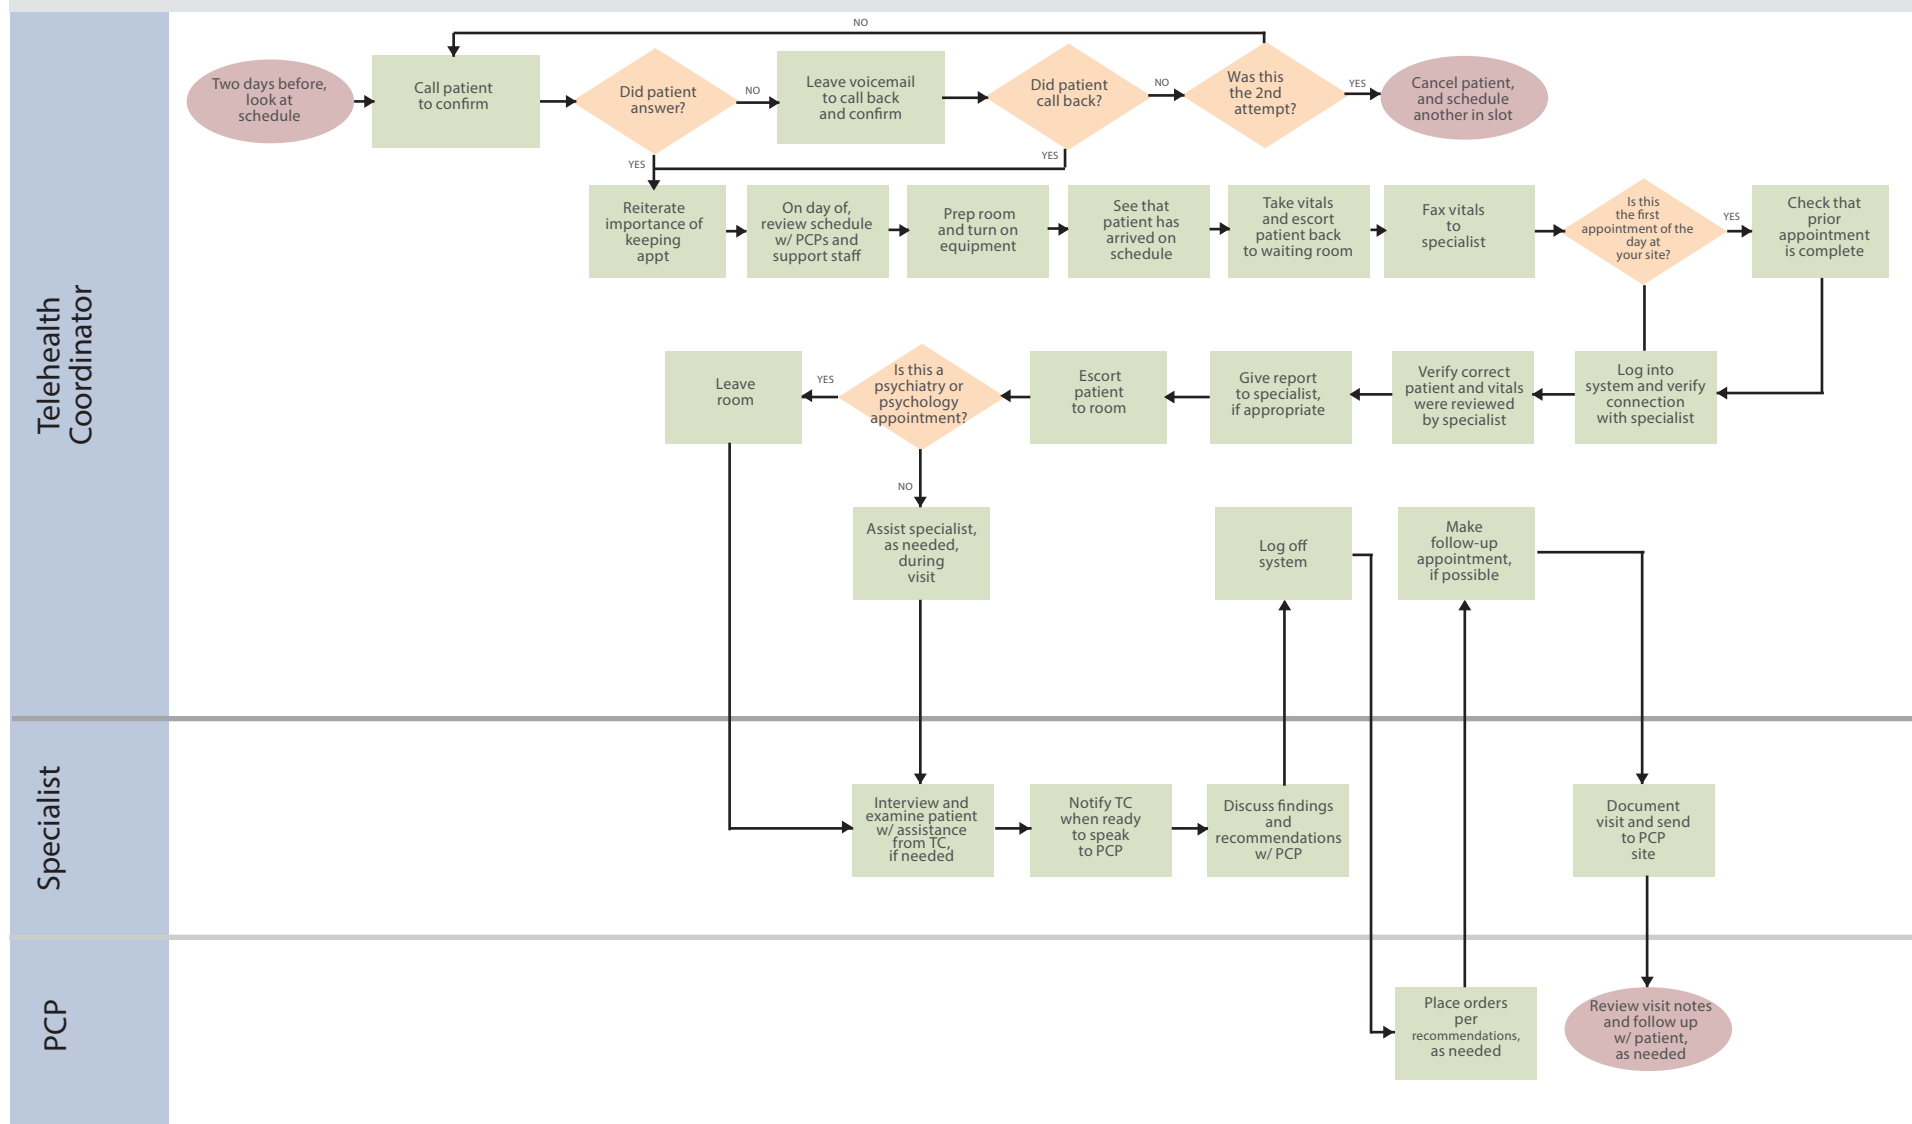 NO
Two days before,
look at
schedule
Call patient
to confirm
Did patient
answer?
NO
Leave voicemail
to call back
and confirm
Did patient
call back?
NO
Was this
the 2nd
attempt?
YES
Cancel patient,
and schedule
another in slot
YES
YES
Reiterate
importance of
keeping
appt
On day of,
review schedule
w/ PCPs and
support staff
Prep room
and turn on
equipment
See that
patient has
arrived on
schedule
Take vitals
and escort
patient back
to waiting room
Fax vitals
to
specialist
Is this
the first
appointment of the
day at
your site?
YES
Check that
prior
appointment
is complete
Telehealth
Coordinator
Leave
room
YES
Is this a
psychiatry or
psychology
appointment?
Escort
patient
to room
Give report
to specialist,
if appropriate
Verify correct
patient and vitals
were reviewed
by specialist
Log into
system and verify
connection
with specialist
NO
Assist specialist,
as needed,
during
visit
Log off
system
Make
follow-up
appointment,
if possible
Specialist
Interview and
examine patient
w/ assistance
from TC,
if needed
Notify TC
when ready
to speak
to PCP
Discuss findings
and
recommendations
w/ PCP
Document
visit and send
to PCP
site
PCP
Place orders
per
recommendations,
as needed
Review visit notes
and follow up
w/ patient,
as needed